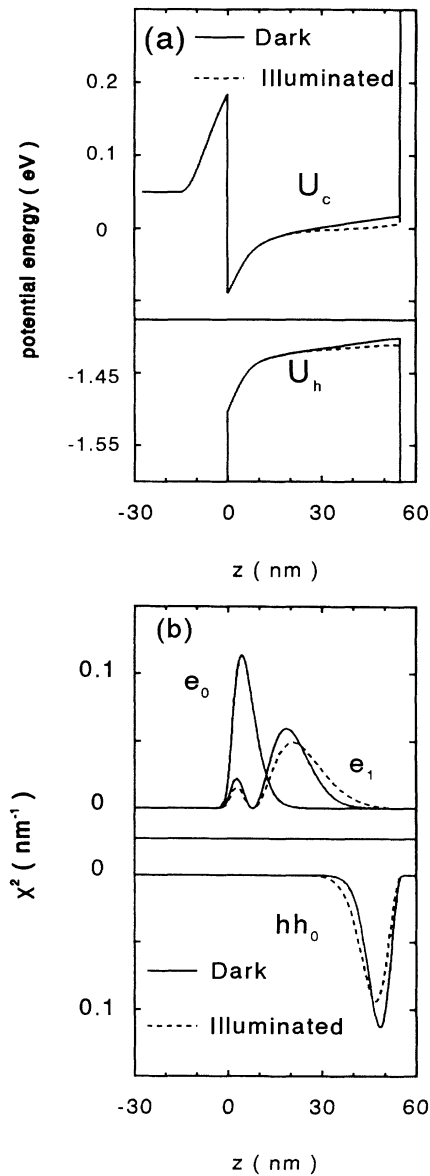 (a)
Dark
Illuminated
potential energy ( eV )
0.2
0.1
0
-1.45
-1.55
U_c
U_h
-30 0 30 60
z ( nm )
(b)
e_0
e_1
0.1
0
0
0.1
χ² ( nm⁻¹ )
hh_0
Dark
Illuminated
-30 0 30 60
z ( nm )